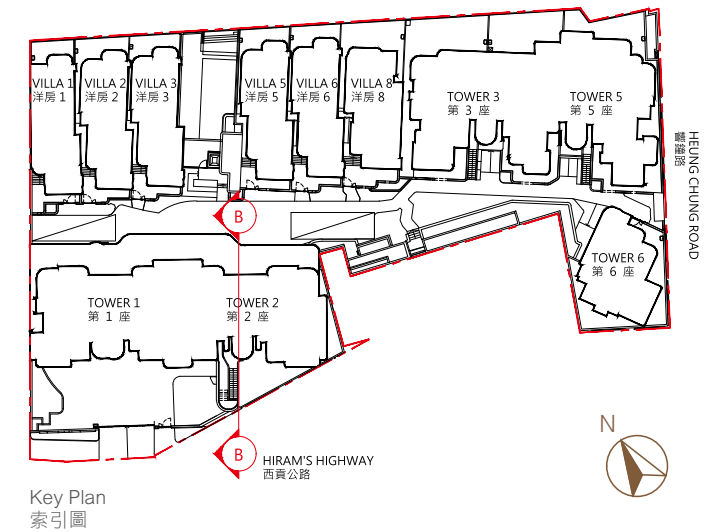 VILLA 1
洋房 1
VILLA 2
洋房 2
VILLA 3
洋房 3
VILLA 5
洋房 5
VILLA 6
洋房 6
VILLA 8
洋房 8
TOWER 3
第 3 座
TOWER 5
第 5 座
HEUNG CHUNG ROAD
響鐘路
B
TOWER 6
第 6 座
TOWER 1
第 1 座
TOWER 2
第 2 座
N
B
HIRAM'S HIGHWAY
西貢公路
Key Plan
索引圖